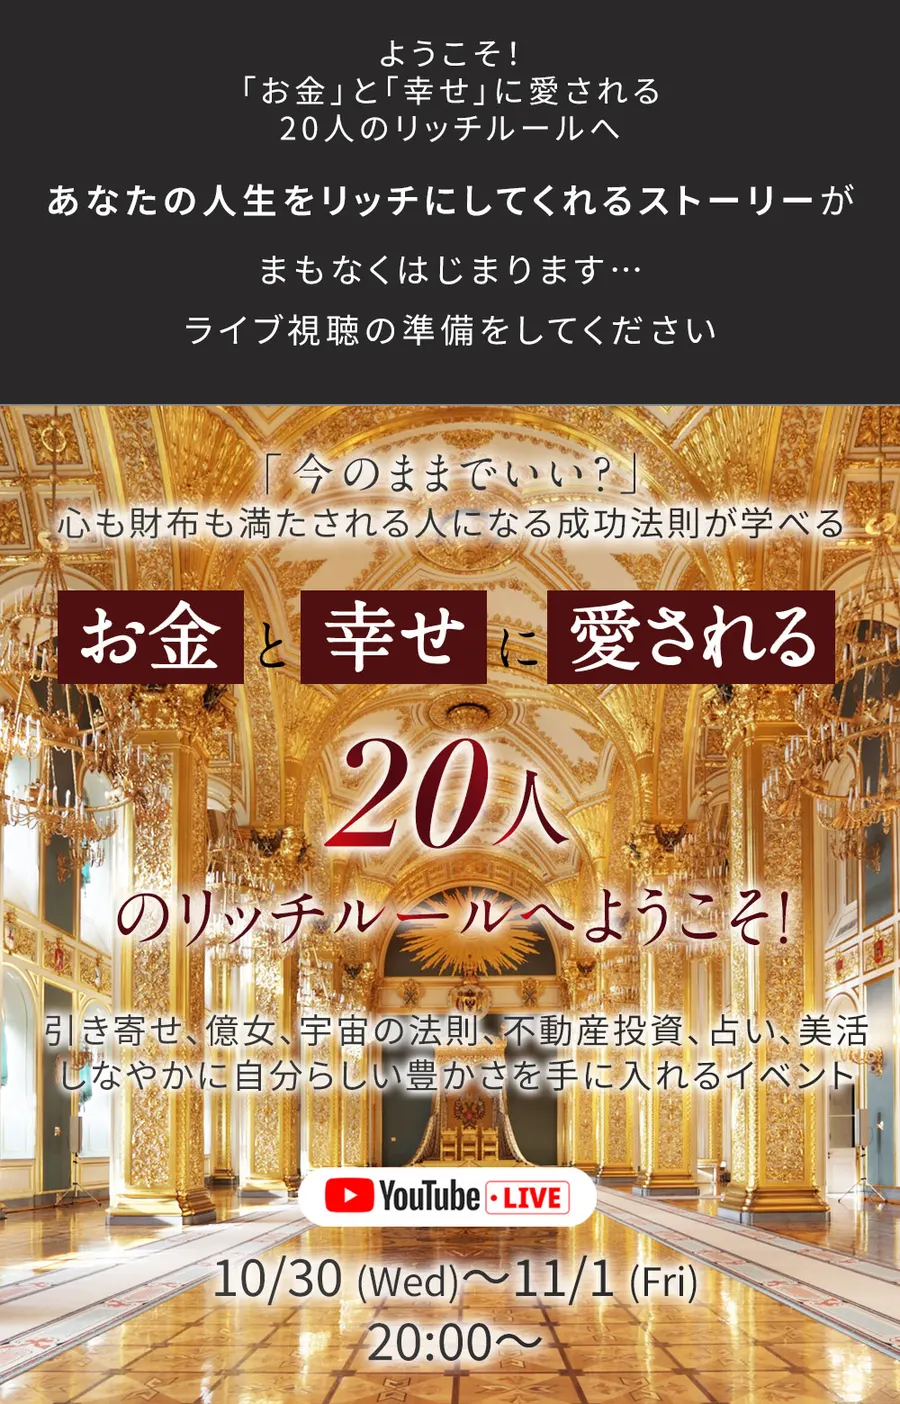 ようこそ！
「お金」と「幸せ」に愛される
20人のリッチルールへ
あなたの人生をリッチにしてくれるストーリーが
まもなくはじまります…
ライブ視聴の準備をしてください
「今のままでいい?」
心も財布も満たされる人になる成功法則が学べる
お金と幸せに愛される
20人
のリッチルールへようこそ!
引き寄せ、億女、宇宙の法則、不動産投資、占い、美活
しなやかに自分らしい豊かさを手に入れるイベント
YouTube・LIVE
10/30 (Wed)〜11/1 (Fri)
20:00〜